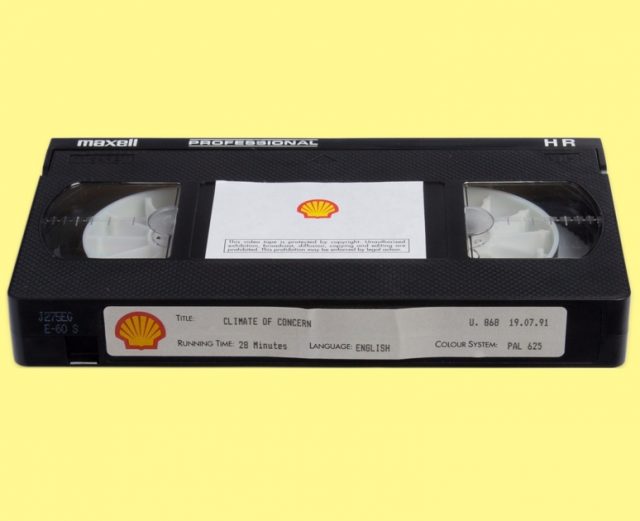 maxell PROFESSIONAL HR
This video tape is protected by copyright. Unauthorised
exhibition, broadcast, diffusion, copying and editing are
prohibited. This prohibition may be enforced by legal action.
J275EG
E-60 S
TITLE: CLIMATE OF CONCERN U. 868 19.07.91
RUNNING TIME: 28 Minutes LANGUAGE: ENGLISH COLOUR SYSTEM: PAL 625